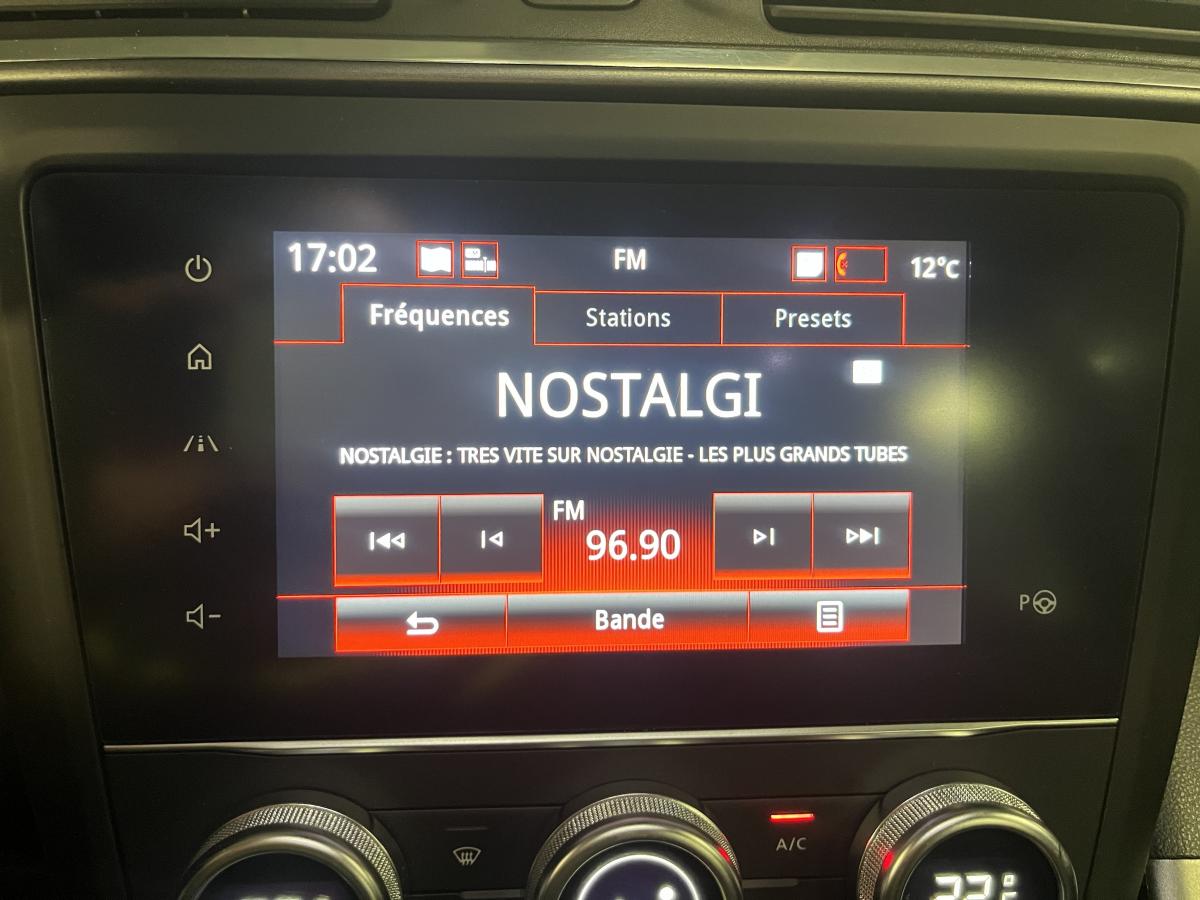 17:02 FM 12°C
Fréquences Stations Presets
NOSTALGI
NOSTALGIE : TRES VITE SUR NOSTALGIE - LES PLUS GRANDS TUBES
FM
96.90
P
Bande
A/C